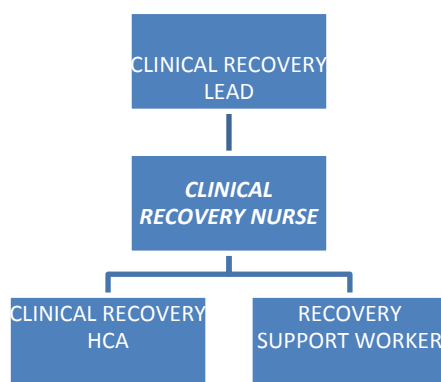 CLINICAL RECOVERY
LEAD
CLINICAL
RECOVERY NURSE
CLINICAL RECOVERY
HCA
RECOVERY
SUPPORT WORKER